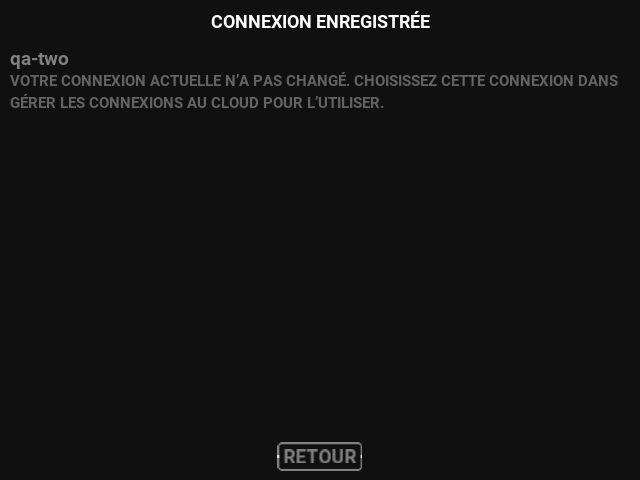 CONNEXION ENREGISTRÉE
qa-two
VOTRE CONNEXION ACTUELLE N'A PAS CHANGÉ. CHOISISSEZ CETTE CONNEXION DANS
GÉRER LES CONNEXIONS AU CLOUD POUR L'UTILISER.
RETOUR